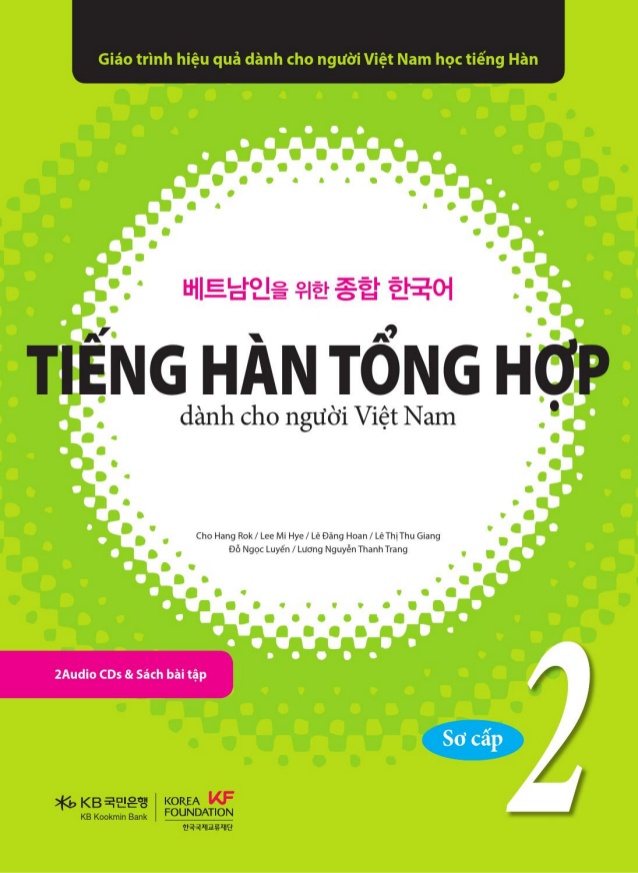 Giáo trình hiệu quả dành cho người Việt Nam học tiếng Hàn
베트남인을 위한 종합 한국어
TIẾNG HÀN TỔNG HỢP
dành cho người Việt Nam
Cho Hang Rok / Lee Mi Hye / Lê Đăng Hoan / Lê Thị Thu Giang
Đỗ Ngọc Luyến / Lương Nguyễn Thanh Trang
2Audio CDs & Sách bài tập
Sơ cấp
2
KB국민은행
KB Kookmin Bank
KOREA KF
FOUNDATION
한국국제교류재단